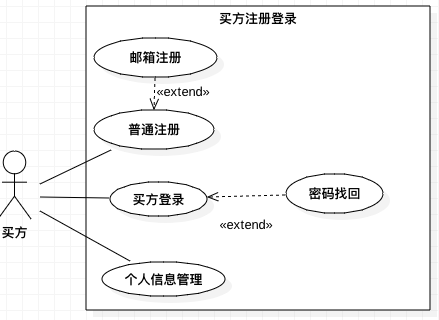 买方注册登录
邮箱注册
«extend»
普通注册
买方登录
密码找回
«extend»
买方
个人信息管理